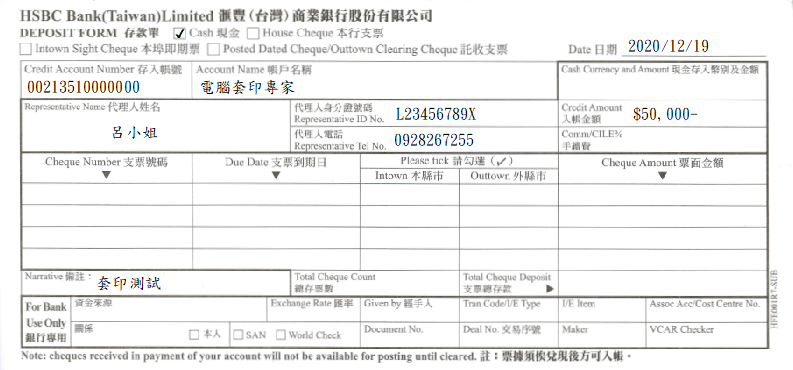 HSBC Bank(Taiwan)Limited 滙豐(台灣)商業銀行股份有限公司
DEPOSIT FORM 存款單 ✓ Cash 現金 House Cheque 本行支票
Intown Sight Cheque 本埠即期票 Posted Dated Cheque/Outtown Clearing Cheque 託收支票 Date 日期 2020/12/19
Credit Account Number 存入帳號 Account Name 帳戶名稱 Cash Currency and Amount 現金存入幣別及金額
00213510000000 電腦套印專家
Representative Name 代理人姓名 代理人身分證號碼 Credit Amount
Representative ID No. L23456789X 入帳金額 $50,000-
呂小姐 代理人電話 Comm/CILE%
Representative Tel No. 0928267255 手續費
Cheque Number 支票號碼 Due Date 支票到期日 Please tick 請勾選 (✓) Cheque Amount 票面金額
▼ ▼ Intown 本縣市 Outtown 外縣市 ▼
Narrative 備註: 套印測試 Total Cheque Count Total Cheque Deposit
總存票數 支票總存款 ▶
For Bank Use Only 銀行專用 資金來源 Exchange Rate 匯率 Given by 經手人 Tran Code/I/E Type I/E Item Assoc Acc/Cost Centre No.
關係 本人 SAN World Check Document No. Deal No. 交易序號 Maker VCAR Checker
Note: cheques received in payment of your account will not be available for posting until cleared. 註:票據須俟兌現後方可入帳。